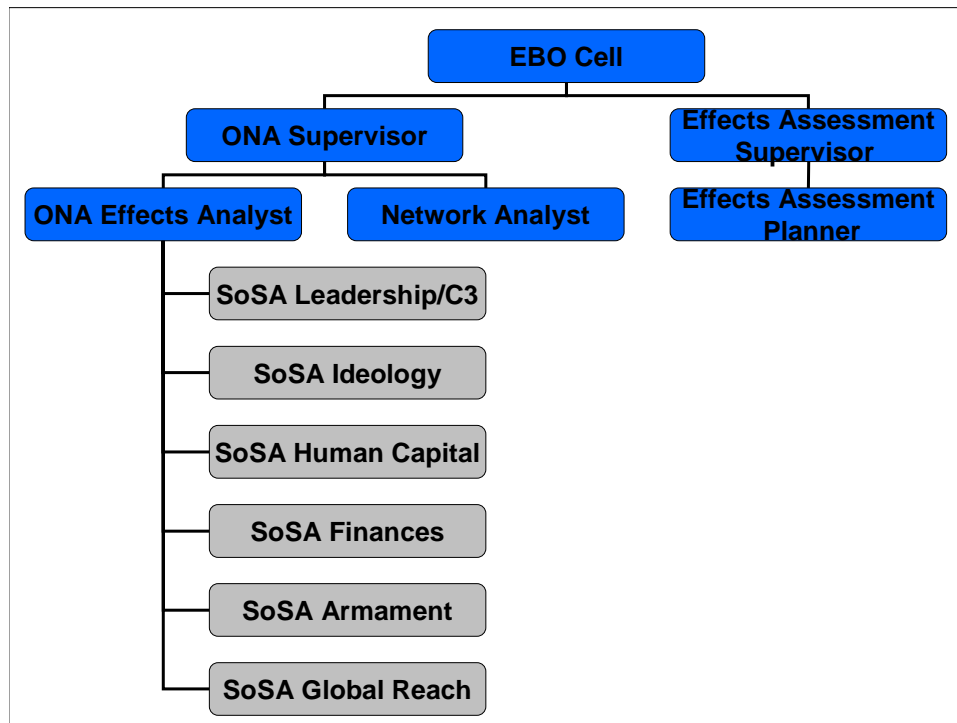 EBO Cell
ONA Supervisor
Effects Assessment
Supervisor
ONA Effects Analyst
Network Analyst
Effects Assessment
Planner
SoSA Leadership/C3
SoSA Ideology
SoSA Human Capital
SoSA Finances
SoSA Armament
SoSA Global Reach